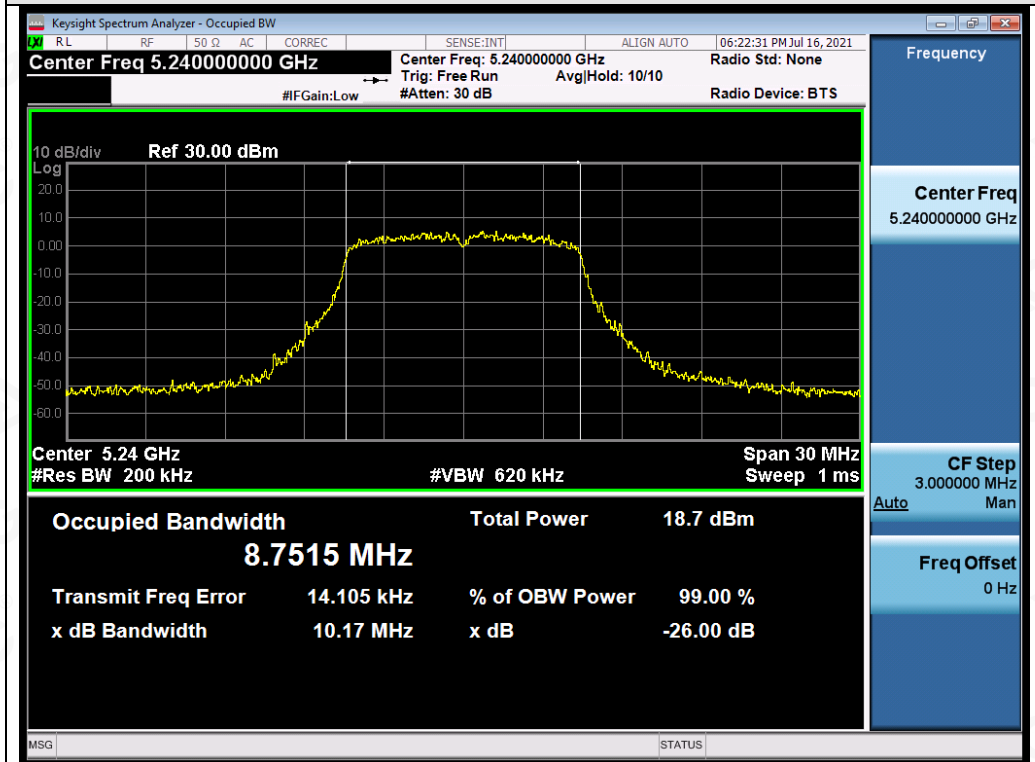 Keysight Spectrum Analyzer - Occupied BW
LXI RL RF 50 Ω AC CORREC SENSE:INT ALIGN AUTO 06:22:31 PM Jul 16, 2021
Center Freq 5.240000000 GHz Center Freq: 5.240000000 GHz Radio Std: None
Trig: Free Run Avg|Hold: 10/10
#IFGain:Low #Atten: 30 dB Radio Device: BTS
10 dB/div Ref 30.00 dBm
Log
20.0
10.0
0.00
-10.0
-20.0
-30.0
-40.0
-50.0
-60.0
Center 5.24 GHz Span 30 MHz
#Res BW 200 kHz #VBW 620 kHz Sweep 1 ms
Occupied Bandwidth Total Power 18.7 dBm
8.7515 MHz
Transmit Freq Error 14.105 kHz % of OBW Power 99.00 %
x dB Bandwidth 10.17 MHz x dB -26.00 dB
Frequency
Center Freq
5.240000000 GHz
CF Step
3.000000 MHz
Auto Man
Freq Offset
0 Hz
MSG STATUS